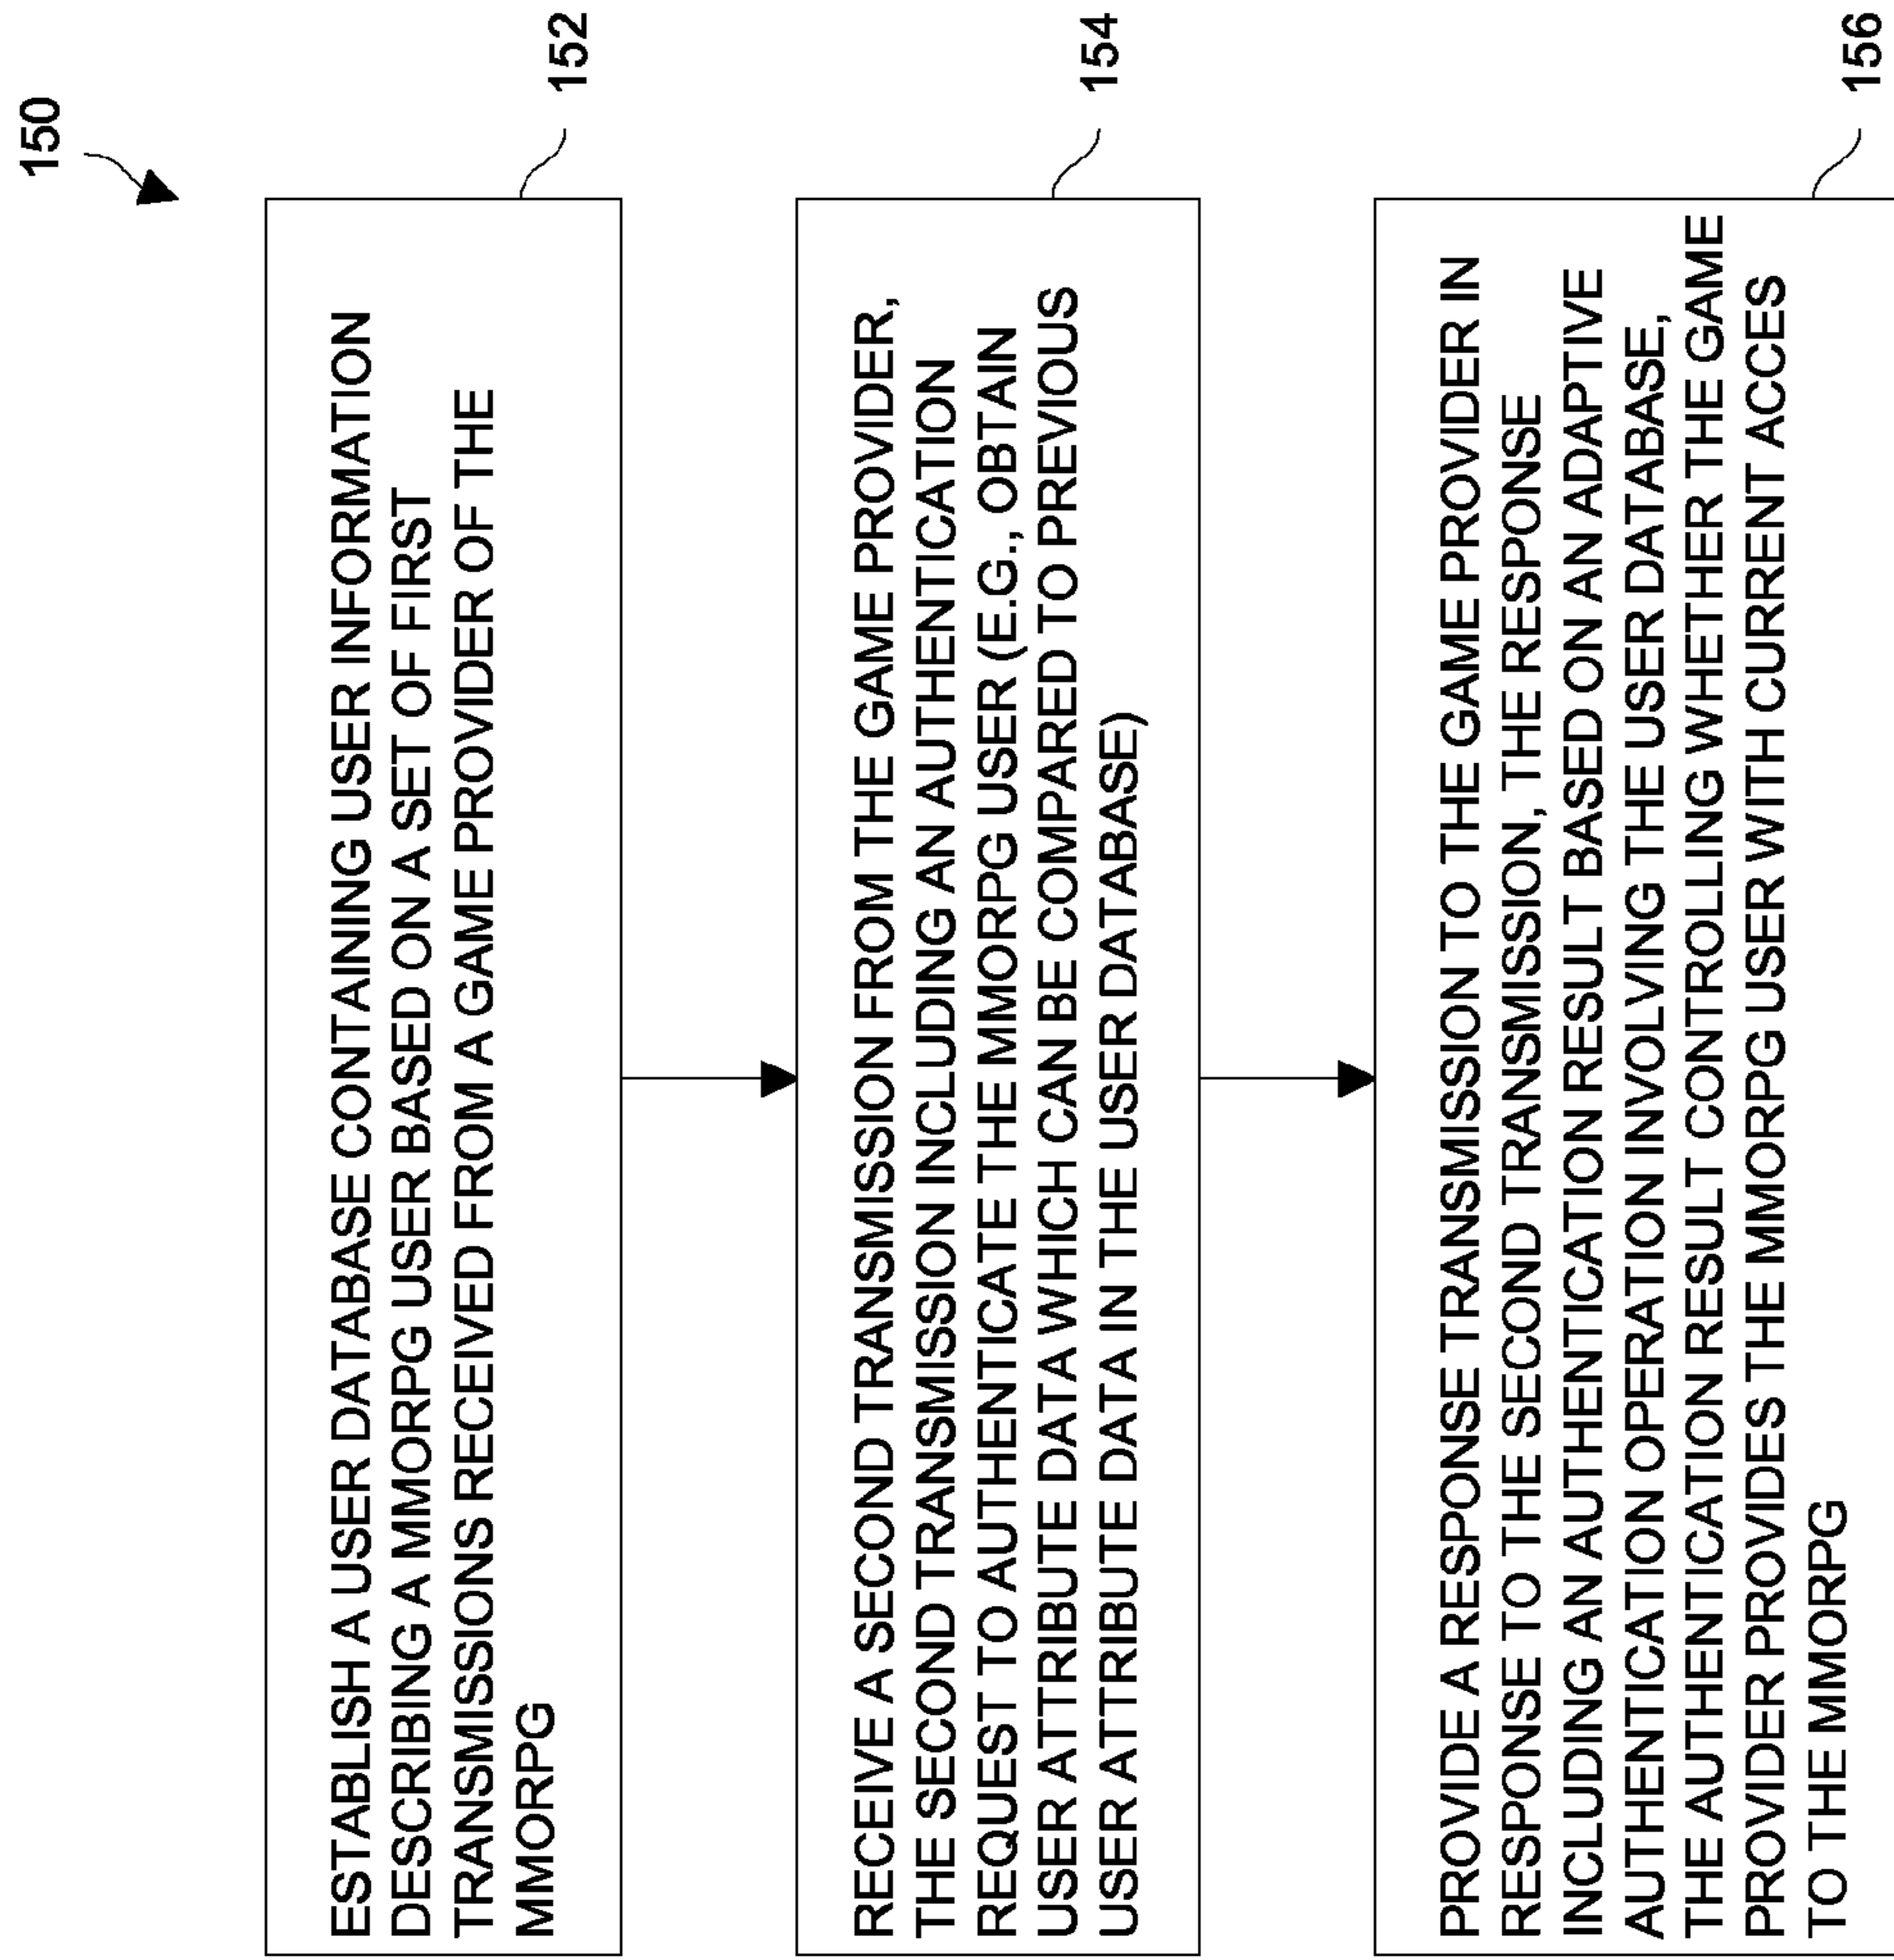 150
ESTABLISH A USER DATABASE CONTAINING USER INFORMATION
DESCRIBING A MMORPG USER BASED ON A SET OF FIRST
TRANSMISSIONS RECEIVED FROM A GAME PROVIDER OF THE
MMORPG
152
RECEIVE A SECOND TRANSMISSION FROM THE GAME PROVIDER,
THE SECOND TRANSMISSION INCLUDING AN AUTHENTICATION
REQUEST TO AUTHENTICATE THE MMORPG USER (E.G., OBTAIN
USER ATTRIBUTE DATA WHICH CAN BE COMPARED TO PREVIOUS
USER ATTRIBUTE DATA IN THE USER DATABASE)
154
PROVIDE A RESPONSE TRANSMISSION TO THE GAME PROVIDER IN
RESPONSE TO THE SECOND TRANSMISSION, THE RESPONSE
INCLUDING AN AUTHENTICATION RESULT BASED ON AN ADAPTIVE
AUTHENTICATION OPERATION INVOLVING THE USER DATABASE,
THE AUTHENTICATION RESULT CONTROLLING WHETHER THE GAME
PROVIDER PROVIDES THE MMORPG USER WITH CURRENT ACCES
TO THE MMORPG
156